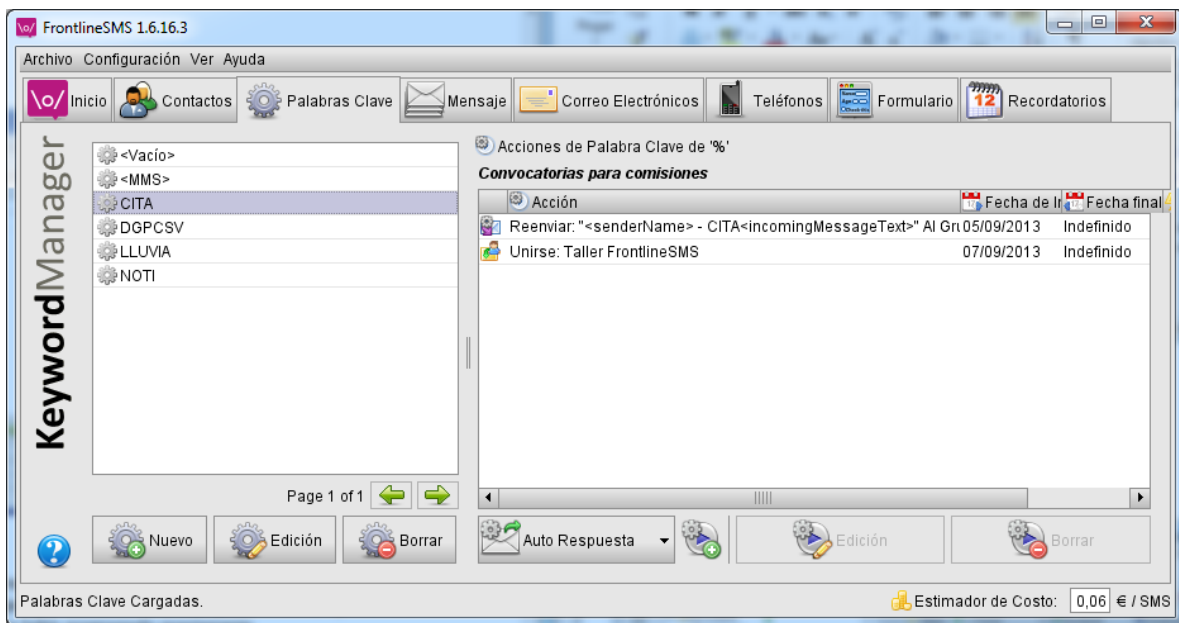 FrontlineSMS 1.6.16.3
Archivo Configuración Ver Ayuda
\o/ Inicio Contactos Palabras Clave Mensaje Correo Electrónicos Teléfonos Formulario 12 Recordatorios
KeywordManager
<Vacío>
<MMS>
CITA
DGPCSV
LLUVIA
NOTI
Page 1 of 1
Nuevo Edición Borrar
Acciones de Palabra Clave de '%'
Convocatorias para comisiones
Acción Fecha de Ir Fecha final
Reenviar: "<senderName> - CITA<incomingMessageText>" Al Gru 05/09/2013 Indefinido
Unirse: Taller FrontlineSMS 07/09/2013 Indefinido
Auto Respuesta Edición Borrar
Palabras Clave Cargadas. Estimador de Costo: 0,06 € / SMS